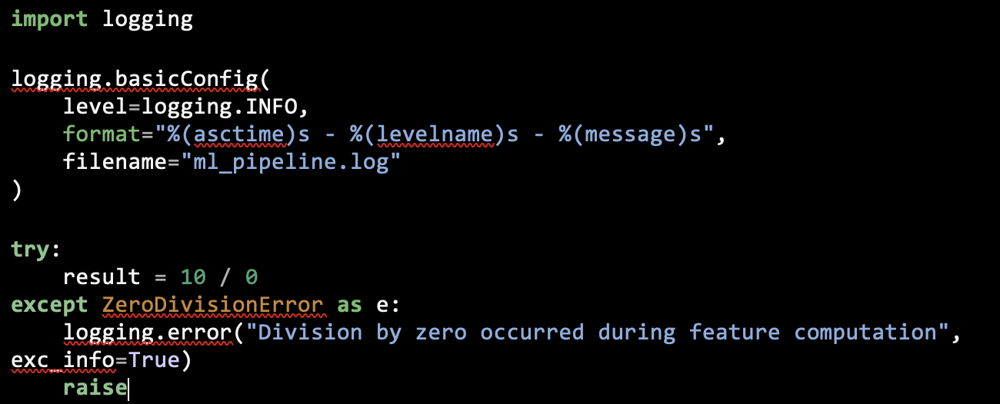 import logging

logging.basicConfig(
    level=logging.INFO,
    format="%(asctime)s - %(levelname)s - %(message)s",
    filename="ml_pipeline.log"
)

try:
    result = 10 / 0
except ZeroDivisionError as e:
    logging.error("Division by zero occurred during feature computation",
exc_info=True)
    raise